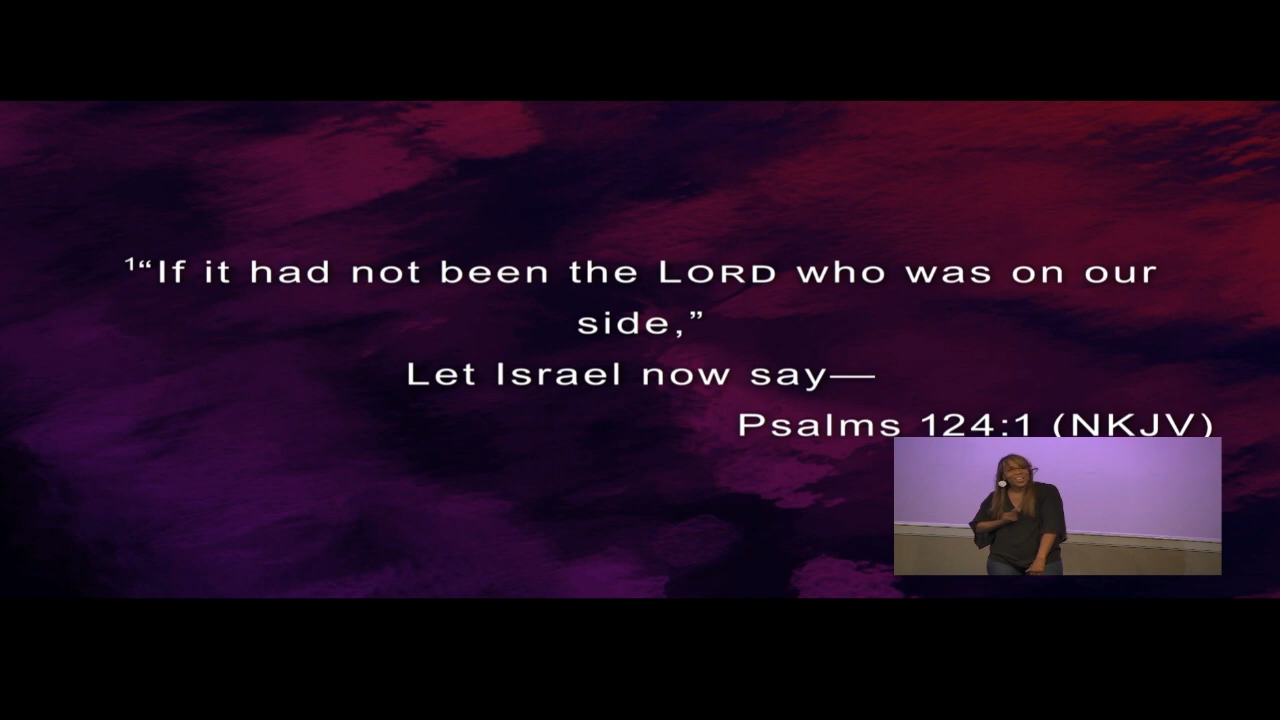 ¹“If it had not been the LORD who was on our
side,”
Let Israel now say—
Psalms 124:1 (NKJV)